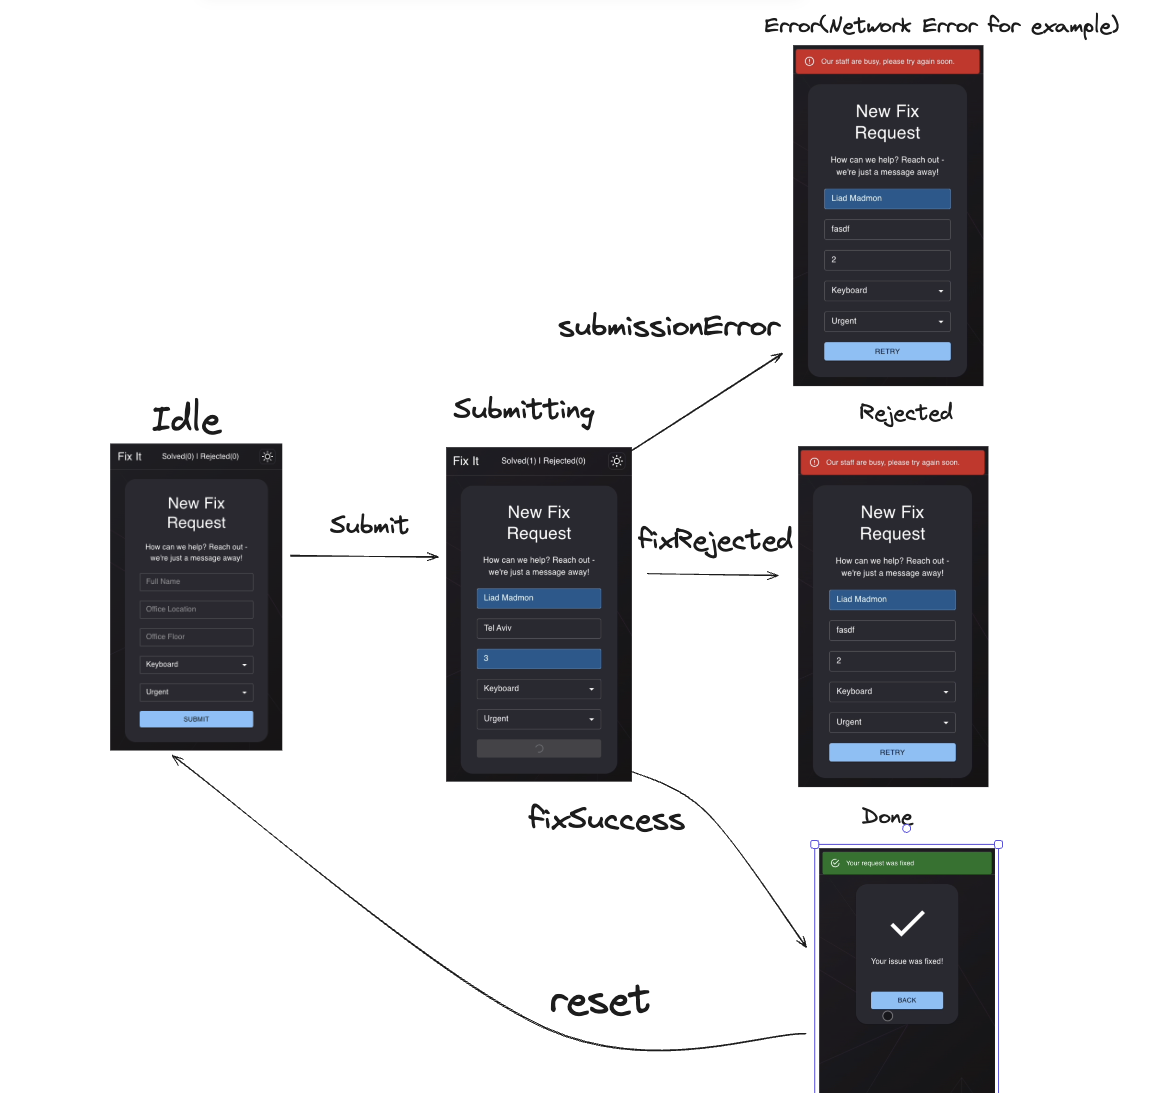 Error(Network Error for example)
Our staff are busy, please try again soon.
New Fix
Request
How can we help? Reach out -
we're just a message away!
Liad Madmon
fasdf
2
Keyboard
Urgent
RETRY
submissionError
Idle
Fix It
Solved(0) | Rejected(0)
New Fix
Request
How can we help? Reach out -
we're just a message away!
Full Name
Office Location
Office Floor
Keyboard
Urgent
SUBMIT
Submit
Submitting
Fix It
Solved(1) | Rejected(0)
New Fix
Request
How can we help? Reach out -
we're just a message away!
Liad Madmon
Tel Aviv
3
Keyboard
Urgent
fixRejected
Rejected
Our staff are busy, please try again soon.
New Fix
Request
How can we help? Reach out -
we're just a message away!
Liad Madmon
fasdf
2
Keyboard
Urgent
RETRY
fixSuccess
Done
Your request was fixed
Your issue was fixed!
BACK
reset